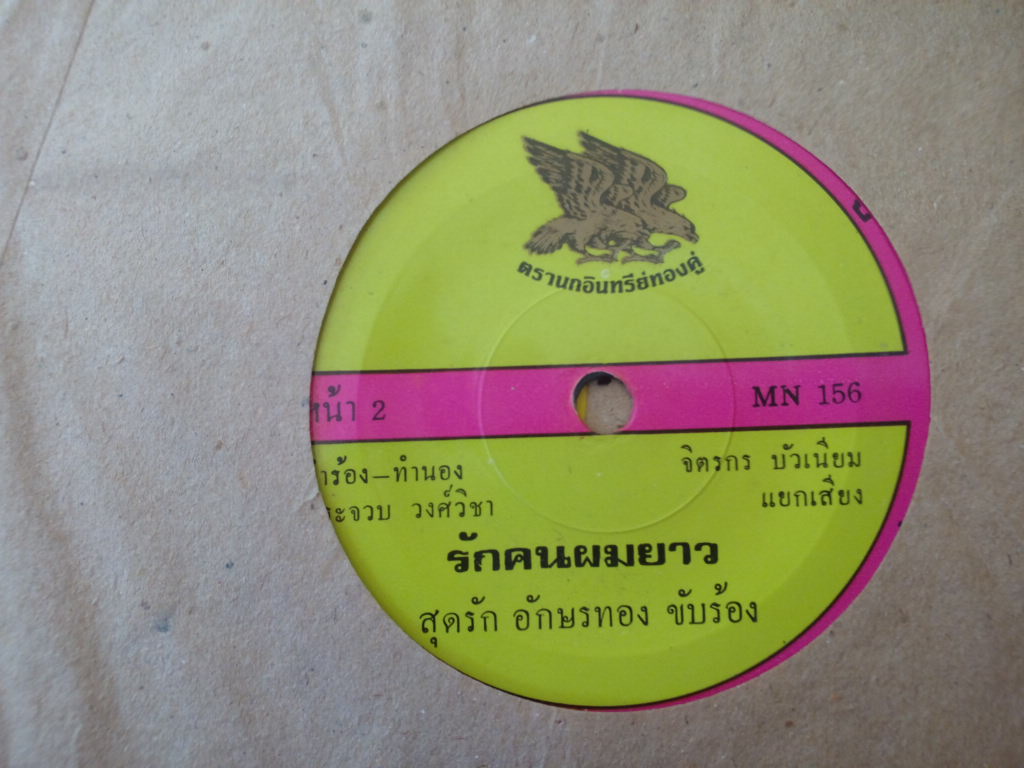 ตรานกอินทรีย์ทองคู่
หน้า 2
MN 156
คำร้อง-ทำนอง
ประจวบ วงศ์วิชา
จิตรกร บัวเนียม
แยกเสียง
รักคนผมยาว
สุดรัก อักษรทอง ขับร้อง